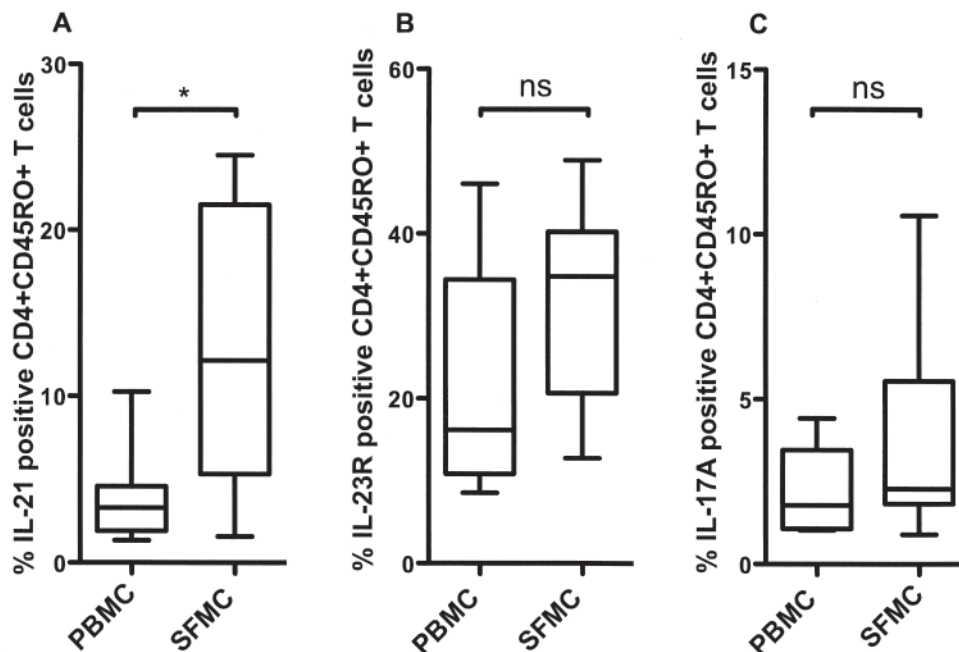 A
% IL-21 positive CD4+CD45RO+ T cells
30
20
10
0
*
PBMC
SFMC
B
% IL-23R positive CD4+CD45RO+ T cells
60
40
20
0
ns
PBMC
SFMC
C
% IL-17A positive CD4+CD45RO+ T cells
15
10
5
0
ns
PBMC
SFMC